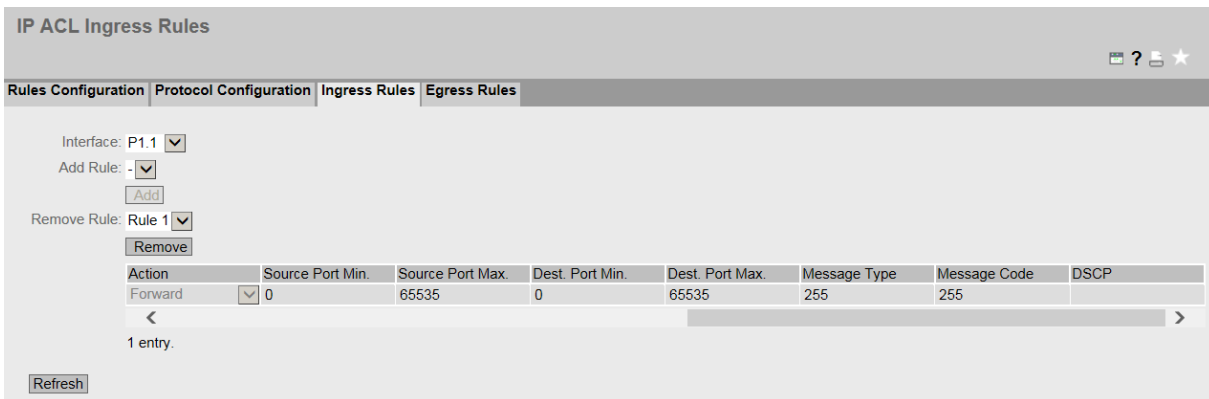 IP ACL Ingress Rules
?
Rules Configuration Protocol Configuration Ingress Rules Egress Rules
Interface: P1.1
Add Rule: -
Add
Remove Rule: Rule 1
Remove
Action Source Port Min. Source Port Max. Dest. Port Min. Dest. Port Max. Message Type Message Code DSCP
Forward 0 65535 0 65535 255 255
1 entry.
Refresh